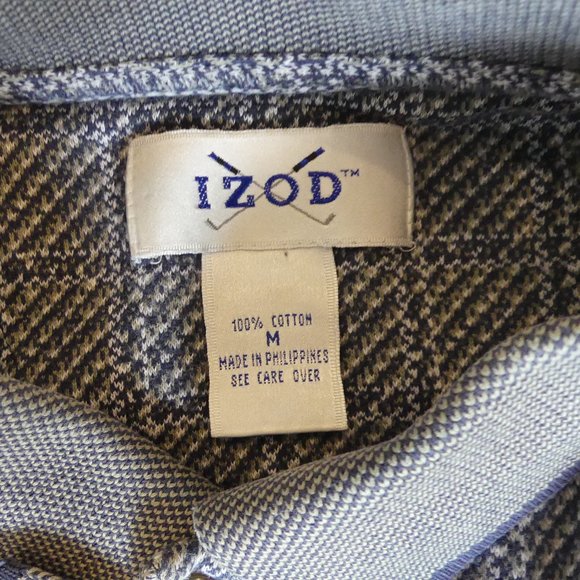 IZOD™
100% COTTON
M
MADE IN PHILIPPINES
SEE CARE OVER